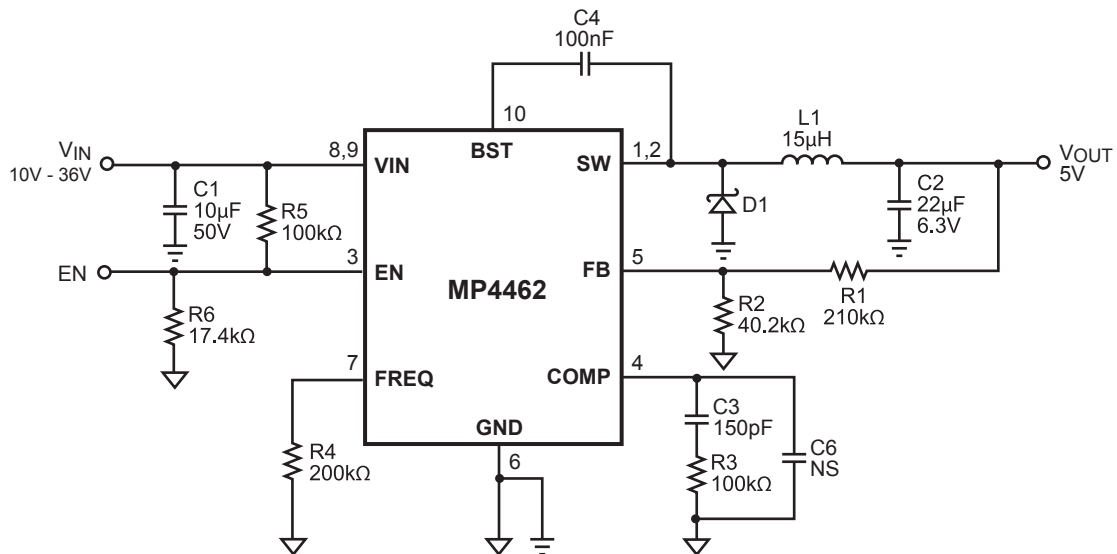 C4
100nF
10
BST
VIN
10V - 36V
8,9
VIN
SW
1,2
L1
15µH
VOUT
5V
C1
10µF
50V
R5
100kΩ
D1
C2
22µF
6.3V
EN
3
EN
MP4462
FB
5
R1
210kΩ
R6
17.4kΩ
R2
40.2kΩ
7
FREQ
COMP
4
GND
6
R4
200kΩ
C3
150pF
R3
100kΩ
C6
NS